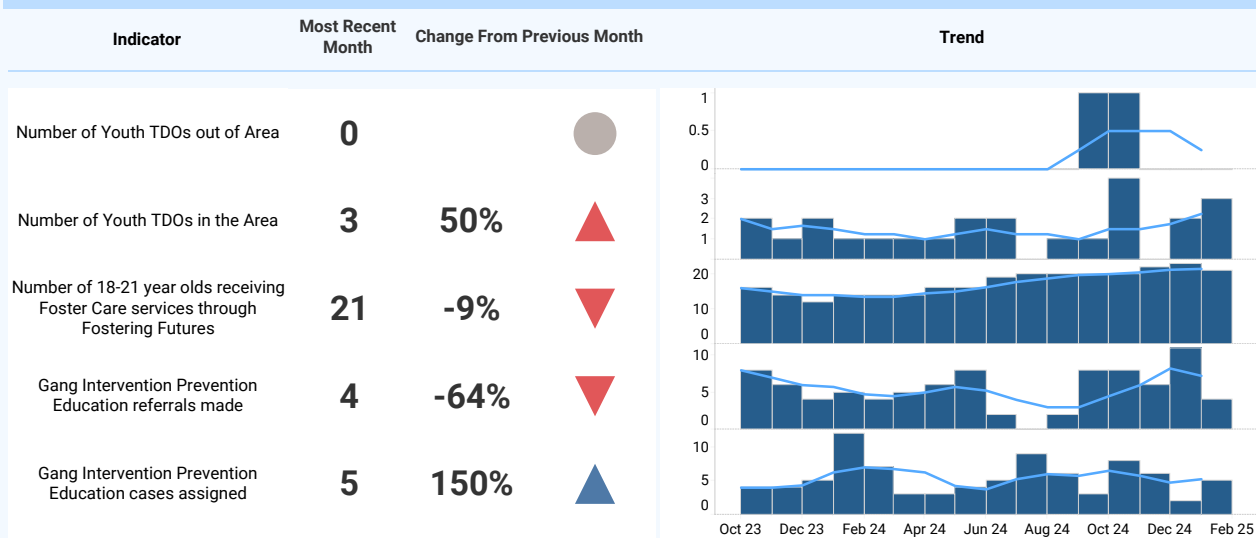 Indicator
Most Recent
Month
Change From Previous Month
Trend
Number of Youth TDOs out of Area
0
1
0.5
0
Number of Youth TDOs in the Area
3
50%
3
2
1
Number of 18-21 year olds receiving
Foster Care services through
Fostering Futures
21
-9%
20
10
0
Gang Intervention Prevention
Education referrals made
4
-64%
10
5
0
Gang Intervention Prevention
Education cases assigned
5
150%
10
5
0
Oct 23 Dec 23 Feb 24 Apr 24 Jun 24 Aug 24 Oct 24 Dec 24 Feb 25